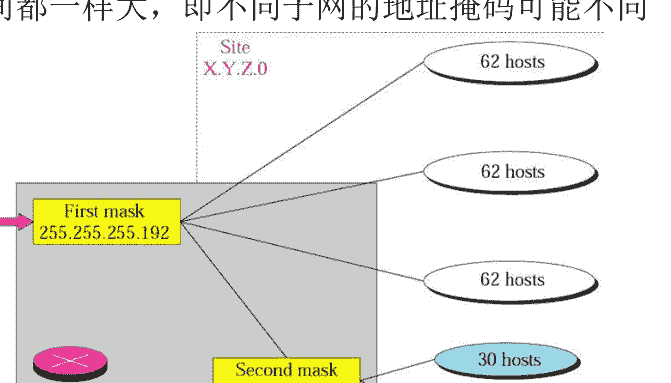 间都一样大，即不同子网的地址掩码可能不同
Site
X.Y.Z.0
62 hosts
62 hosts
First mask
255.255.255.192
62 hosts
30 hosts
Second mask